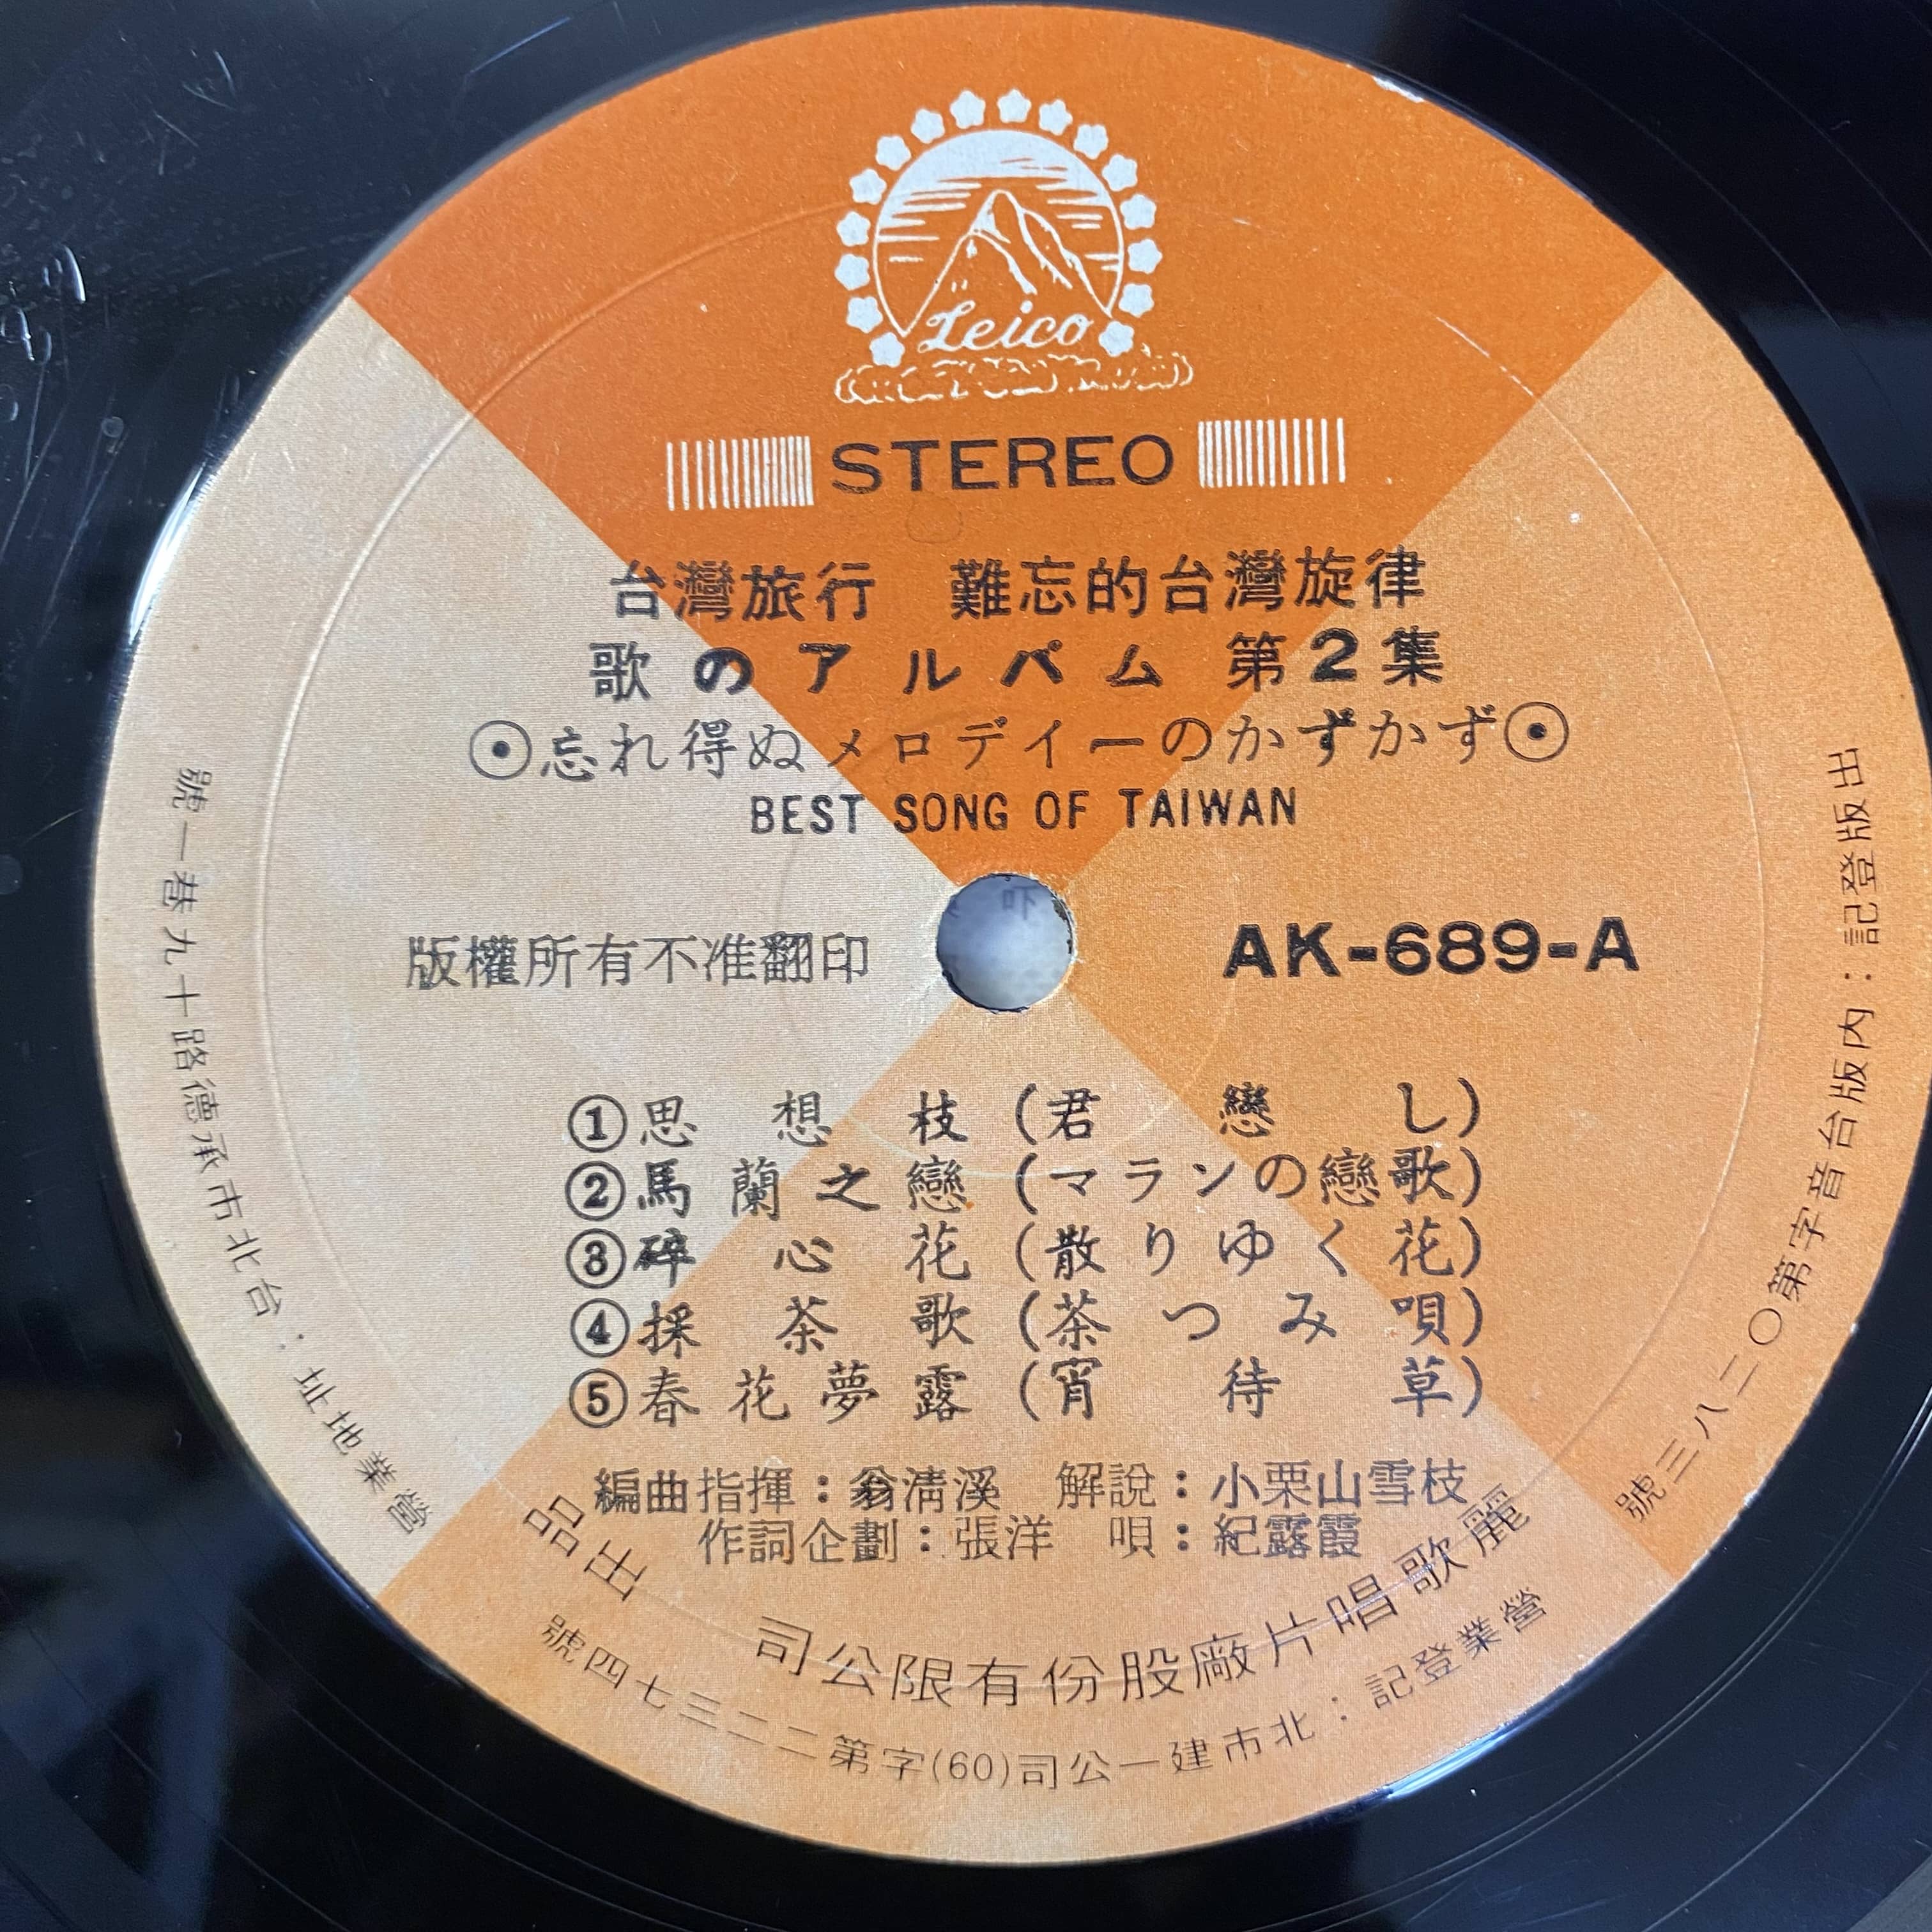 Leico
STEREO
台灣旅行 難忘的台灣旋律
歌のアルバム 第2集
⊙忘れ得ぬメロデイーのかずかず⊙
BEST SONG OF TAIWAN
版權所有不准翻印
AK-689-A
①思想枝(君戀し)
②馬蘭之戀(マランの戀歌)
③碎心花(散りゆく花)
④採茶歌(茶つみ唄)
⑤春花夢露(宵待草)
編曲指揮:翁清溪 解說:小栗山雪枝
作詞企劃:張洋 唄:紀露霞
麗歌唱片廠股份有限公司 出品
營業登記:北市建一公司(60)字第二二三七四號
營業地址:台北市承德路十九巷一號
出版登記:內版台音字第〇二八三號